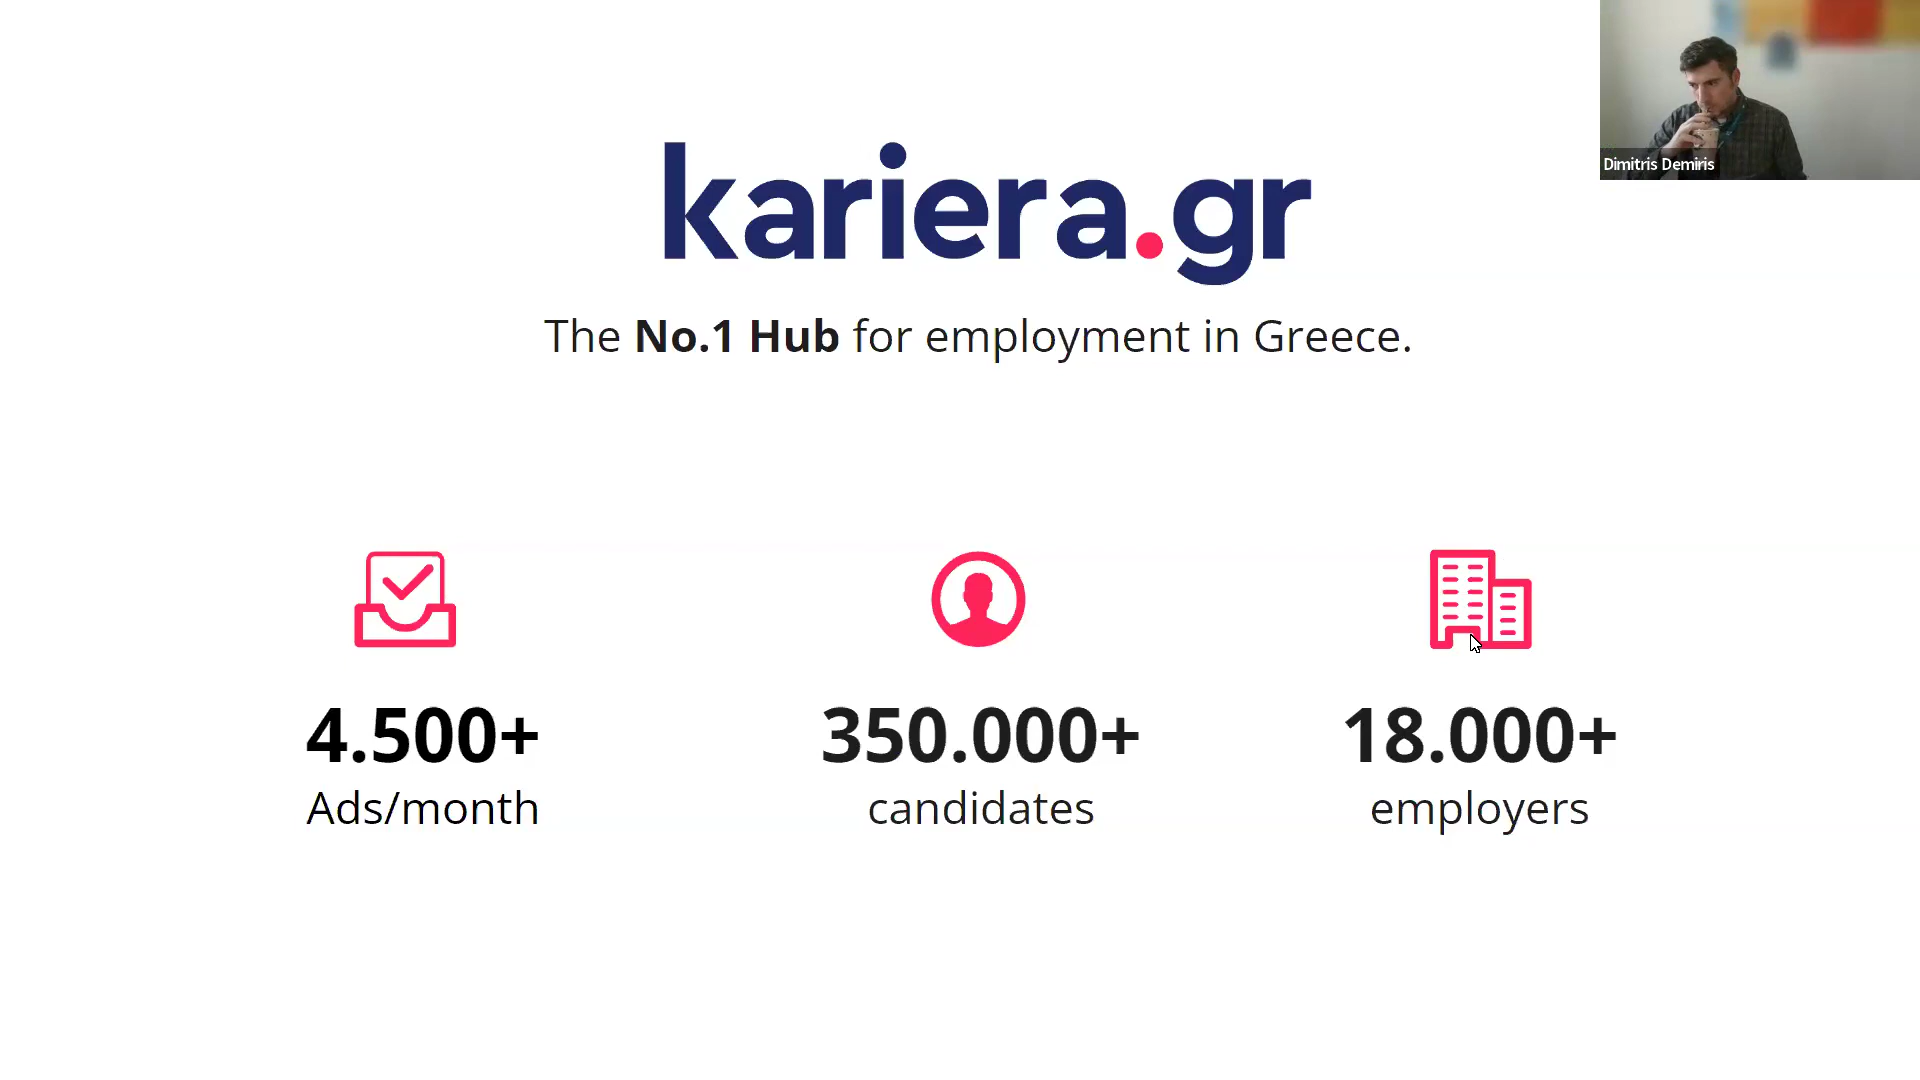 Dimitris Demiris
kariera.gr
The No.1 Hub for employment in Greece.
4.500+
Ads/month
350.000+
candidates
18.000+
employers